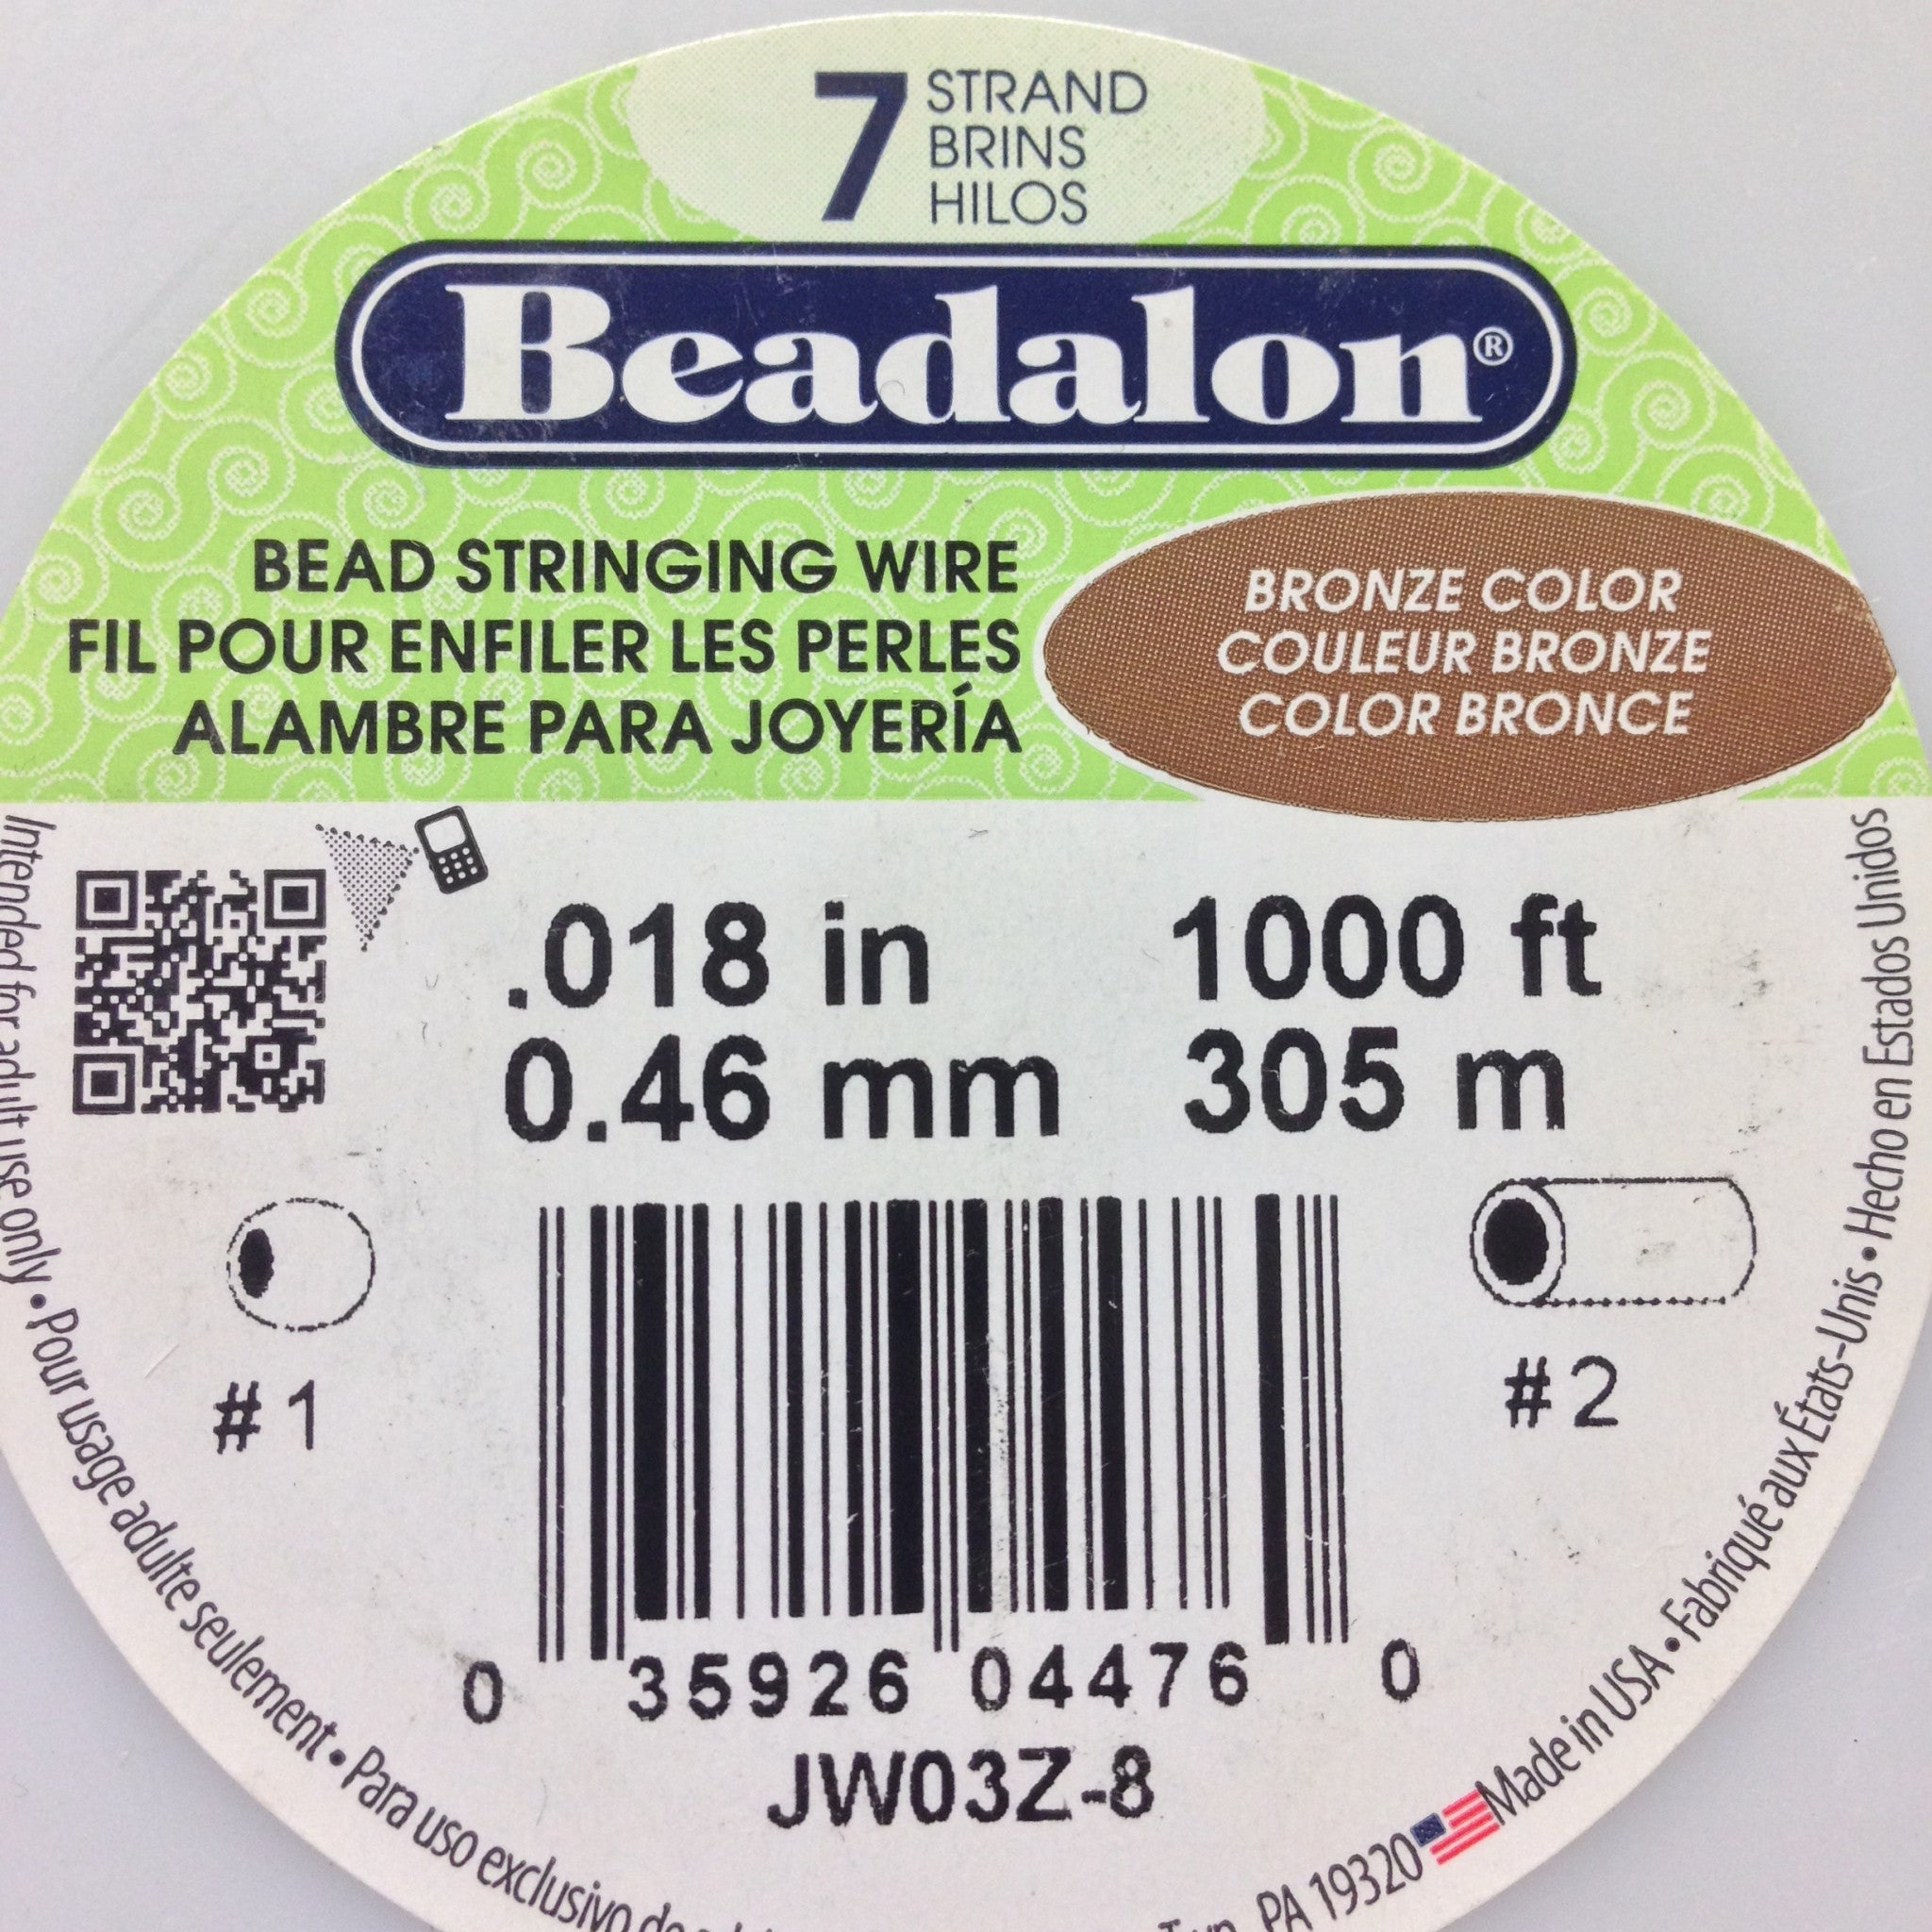 7 STRAND
BRINS
HILOS
Beadalon®
BEAD STRINGING WIRE
FIL POUR ENFILER LES PERLES
ALAMBRE PARA JOYERÍA
BRONZE COLOR
COULEUR BRONZE
COLOR BRONCE
.018 in 1000 ft
0.46 mm 305 m
#1
#2
0 35926 04476 0
JW03Z-8
Intended for adult use only • Pour usage adulte seulement • Para uso exclusivo de
PA 19320 Made in USA • Fabriqué aux États-Unis • Hecho en Estados Unidos